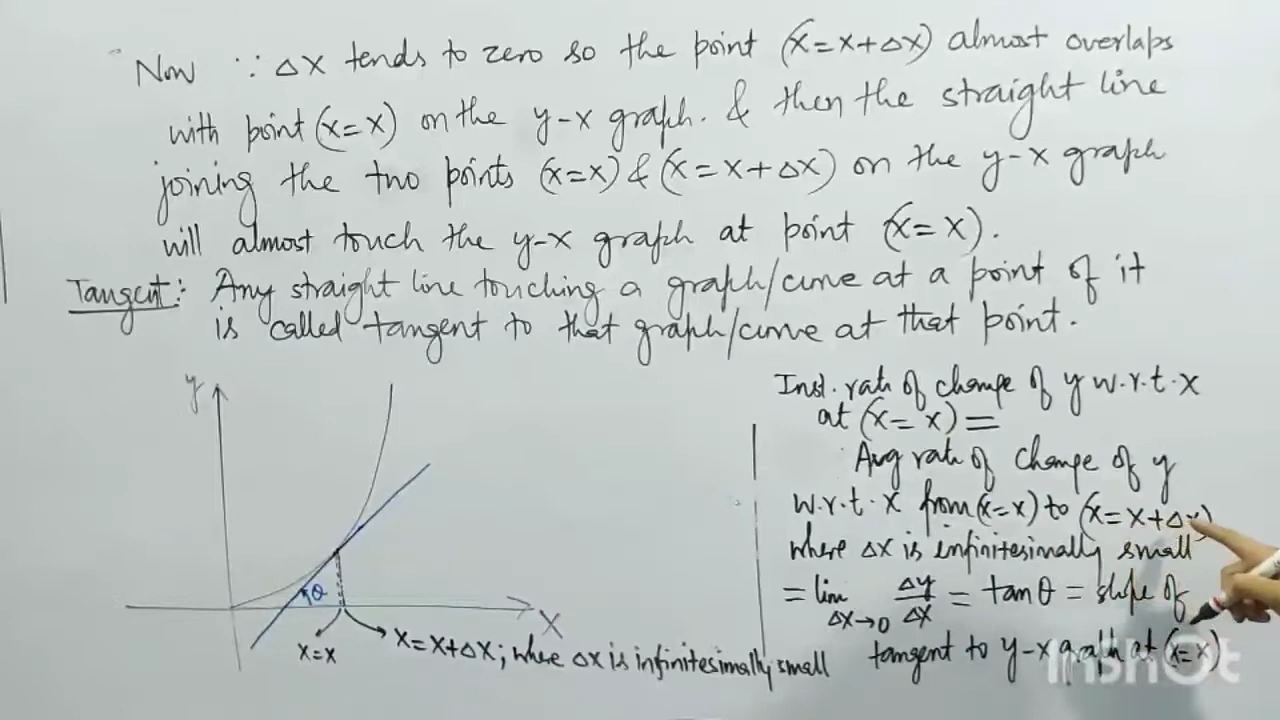 Now ∵ Δx tends to zero so the point (x=x+Δx) almost overlaps
with point (x=x) on the y-x graph. & then the straight line
joining the two points (x=x) & (x=x+Δx) on the y-x graph
will almost touch the y-x graph at point (x=x).
Tangent:- Any straight line touching a graph/curve at a point of it
is called tangent to that graph/curve at that point.
y
θ
x
x=x
x=x+Δx; where Δx is infinitesimally small
Inst. rate of change of y w.r.t. x
at (x=x) =
Avg rate of change of y
w.r.t. x from (x=x) to (x=x+Δx)
where Δx is infinitesimally small
= lim Δy/Δx = tan θ = slope of
Δx→0
tangent to y-x graph at (x=x)
InShOt